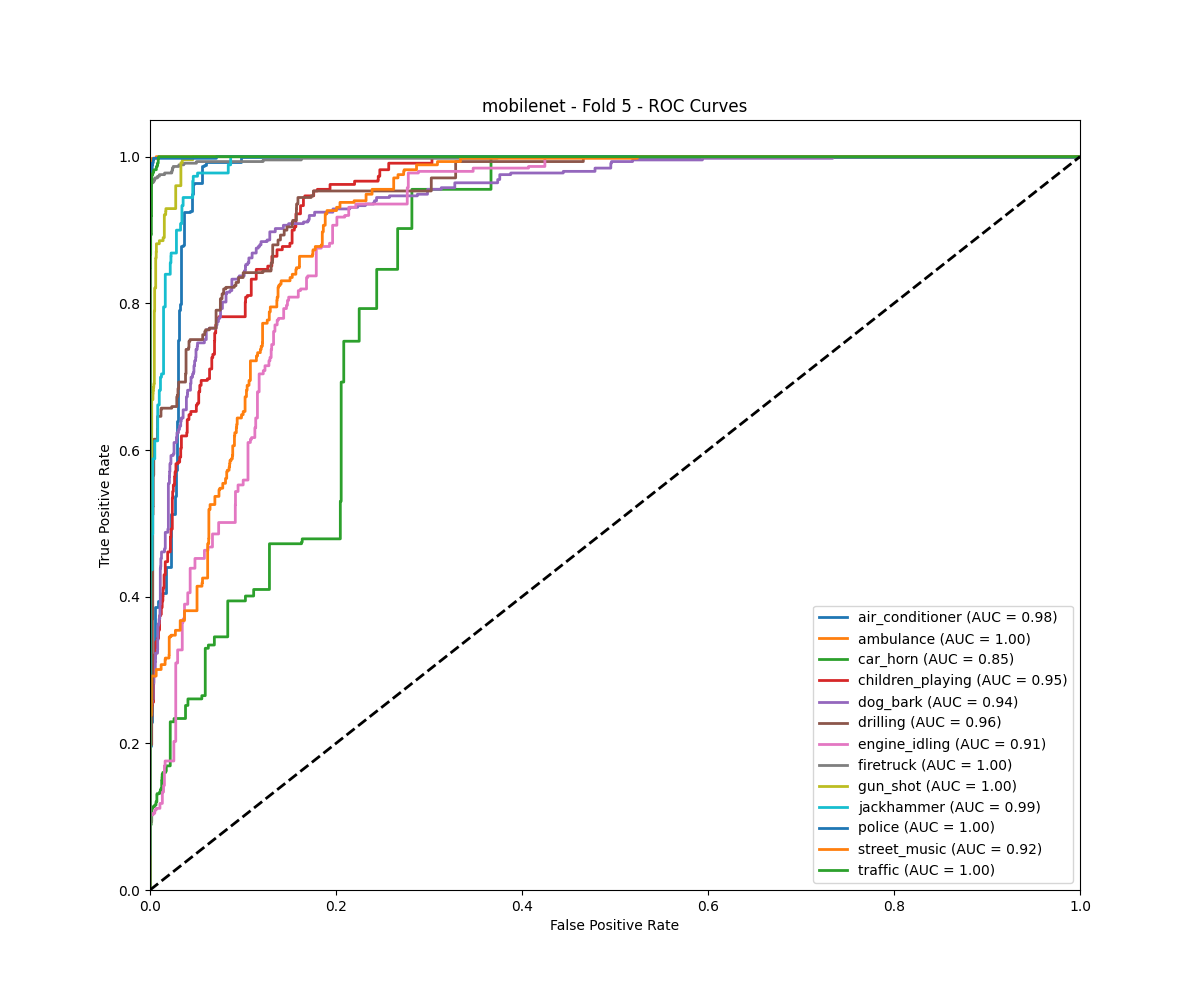 mobilenet - Fold 5 - ROC Curves
True Positive Rate
1.0
0.8
0.6
0.4
0.2
0.0
air_conditioner (AUC = 0.98)
ambulance (AUC = 1.00)
car_horn (AUC = 0.85)
children_playing (AUC = 0.95)
dog_bark (AUC = 0.94)
drilling (AUC = 0.96)
engine_idling (AUC = 0.91)
firetruck (AUC = 1.00)
gun_shot (AUC = 1.00)
jackhammer (AUC = 0.99)
police (AUC = 1.00)
street_music (AUC = 0.92)
traffic (AUC = 1.00)
0.0 0.2 0.4 0.6 0.8 1.0
False Positive Rate